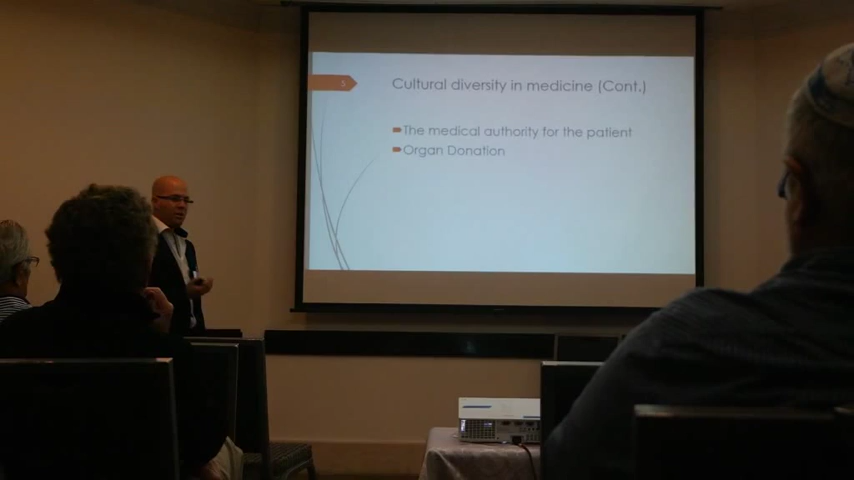 5
Cultural diversity in medicine (Cont.)
The medical authority for the patient
Organ Donation